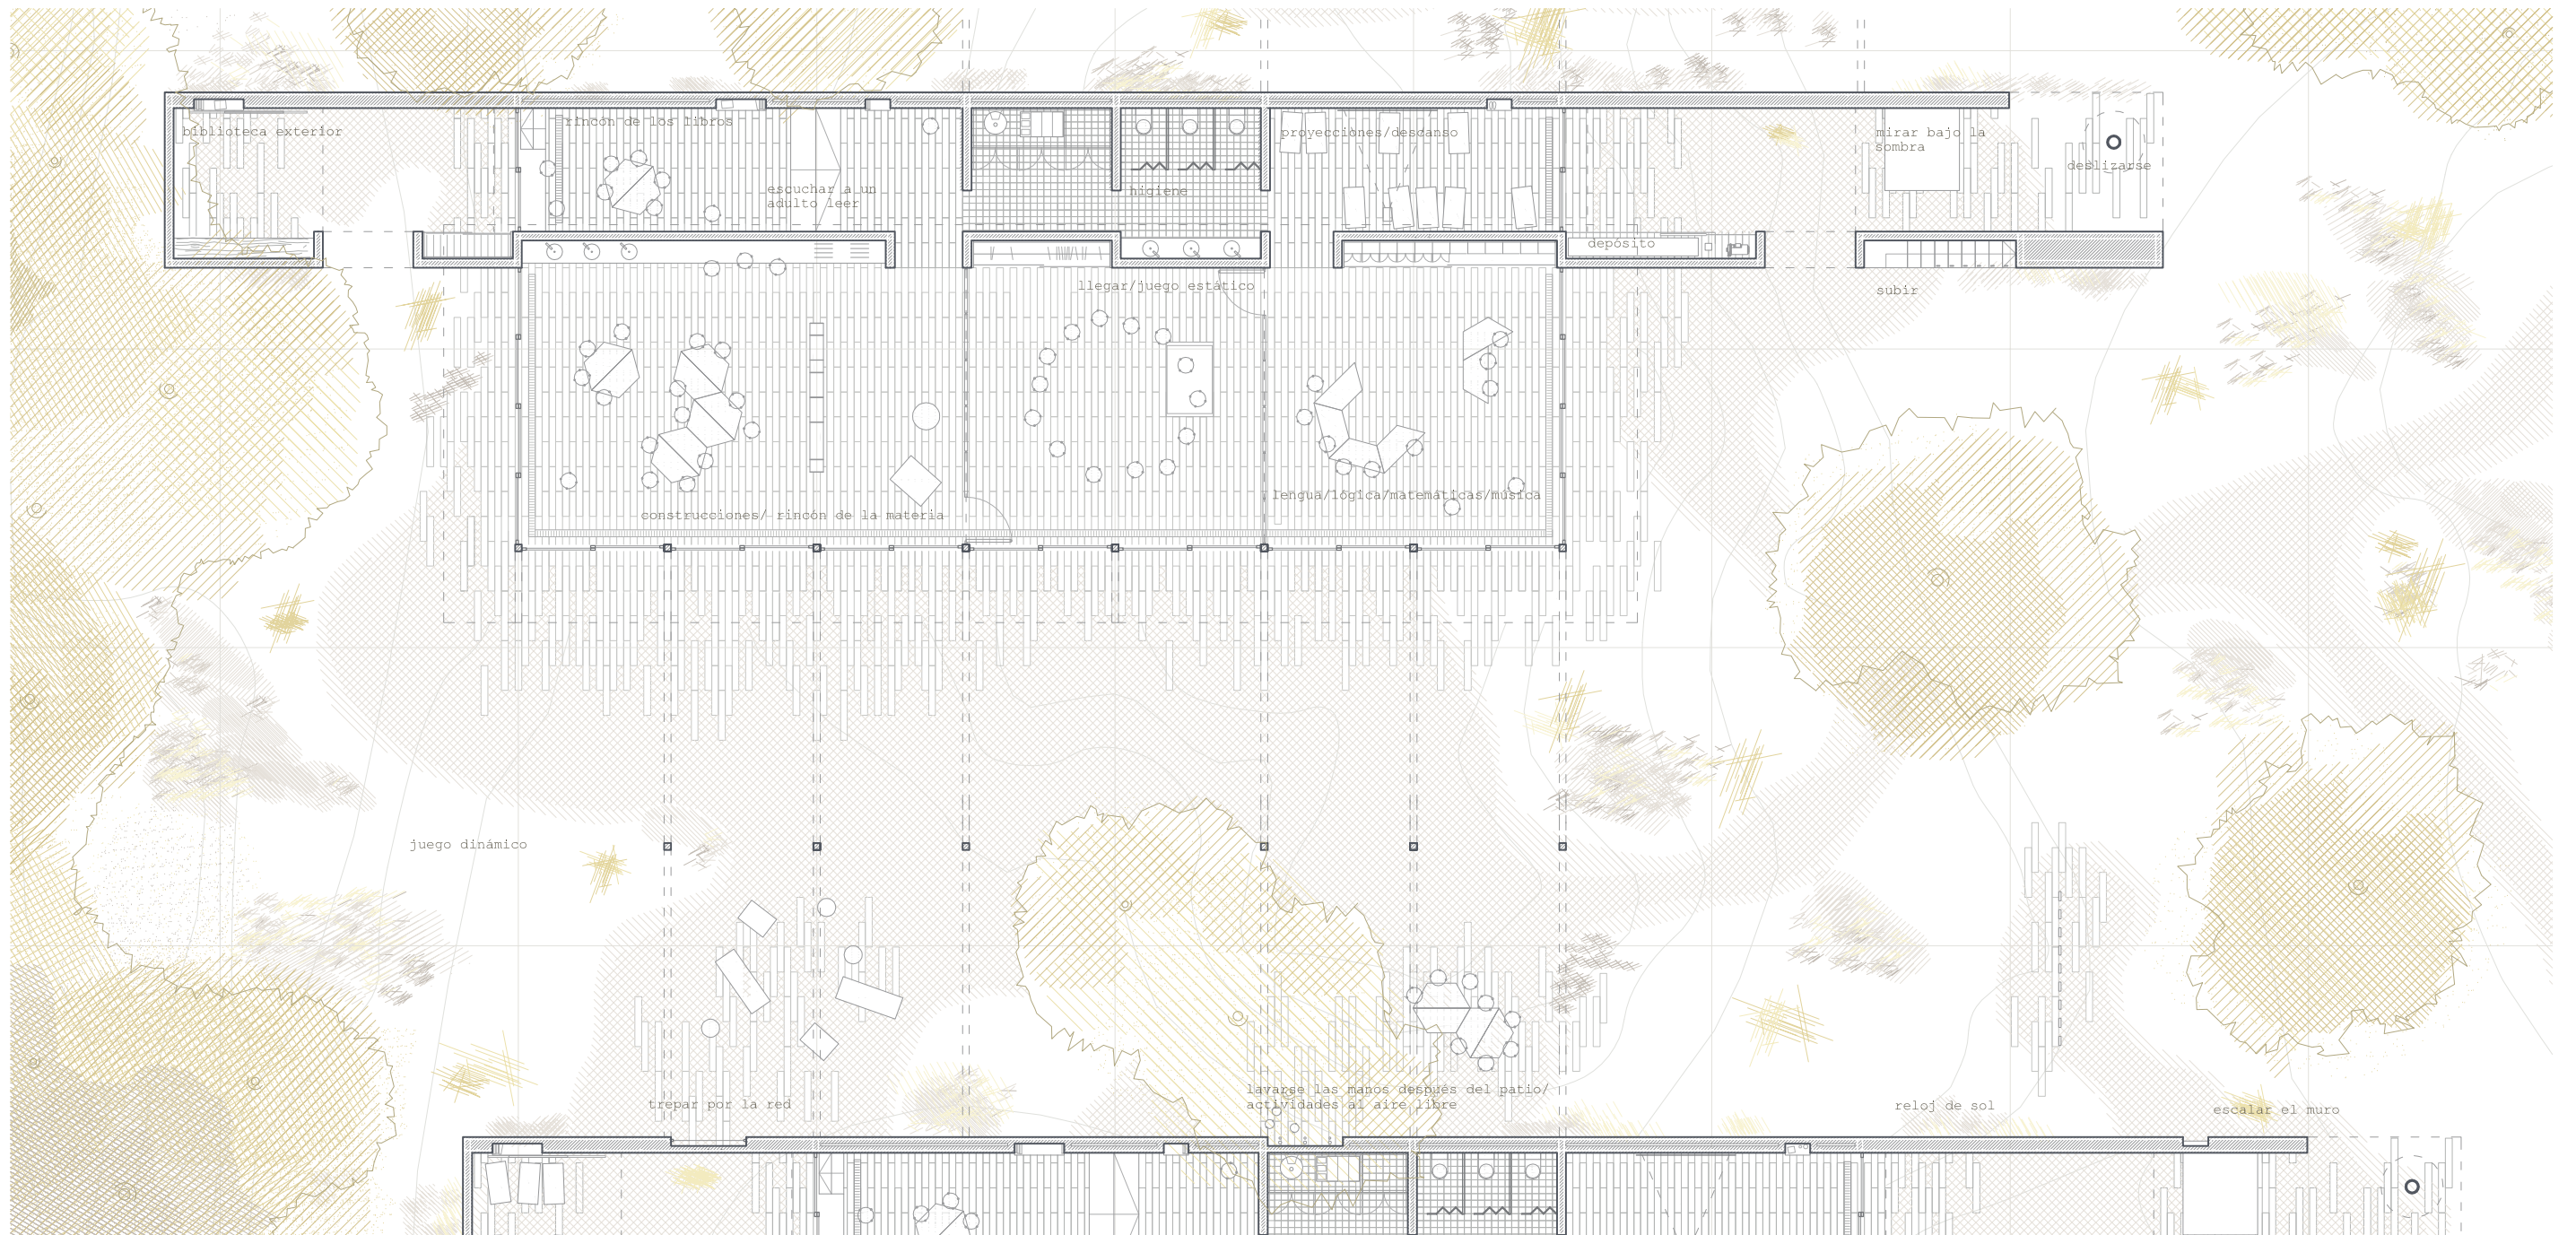 biblioteca exterior
rincón de los libros
escuchar a un
adulto leer
higiene
proyecciones/descanso
mirar bajo la
sombra
deslizarse
depósito
llegar/juego estático
subir
lengua/lógica/matemáticas/música
construcciones/ rincón de la materia
juego dinámico
trepar por la red
lavarse las manos después del patio/
actividades al aire libre
reloj de sol
escalar el muro